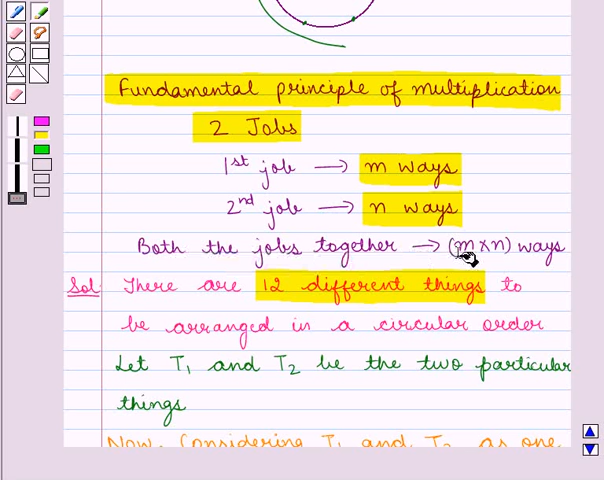 Fundamental principle of multiplication
2 Jobs
1st job → m ways
2nd job → n ways
Both the jobs together → (m×n) ways
Sol: There are 12 different things to
be arranged in a circular order
Let T₁ and T₂ be the two particular
things
Now, Considering T₁ and T₂ as one